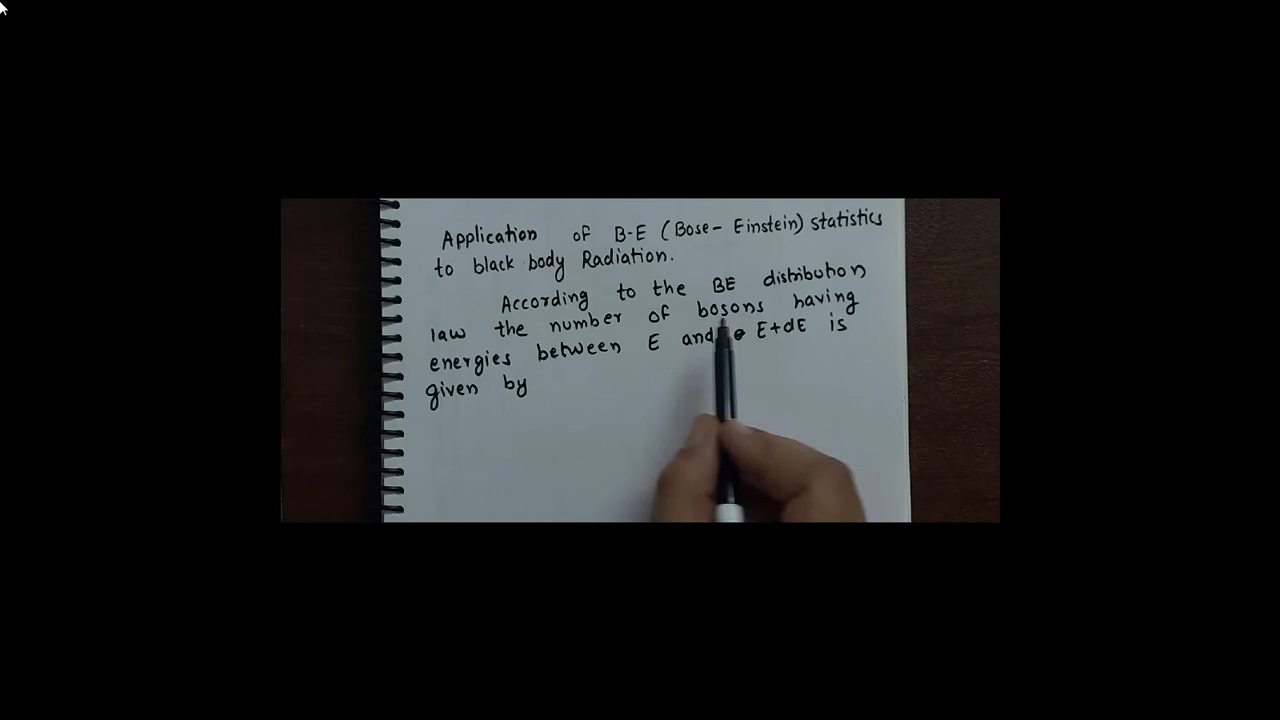 Application of B-E (Bose- Einstein) statistics
to black body Radiation.
According to the BE distribution
law the number of bosons having
energies between E and E+dE is
given by